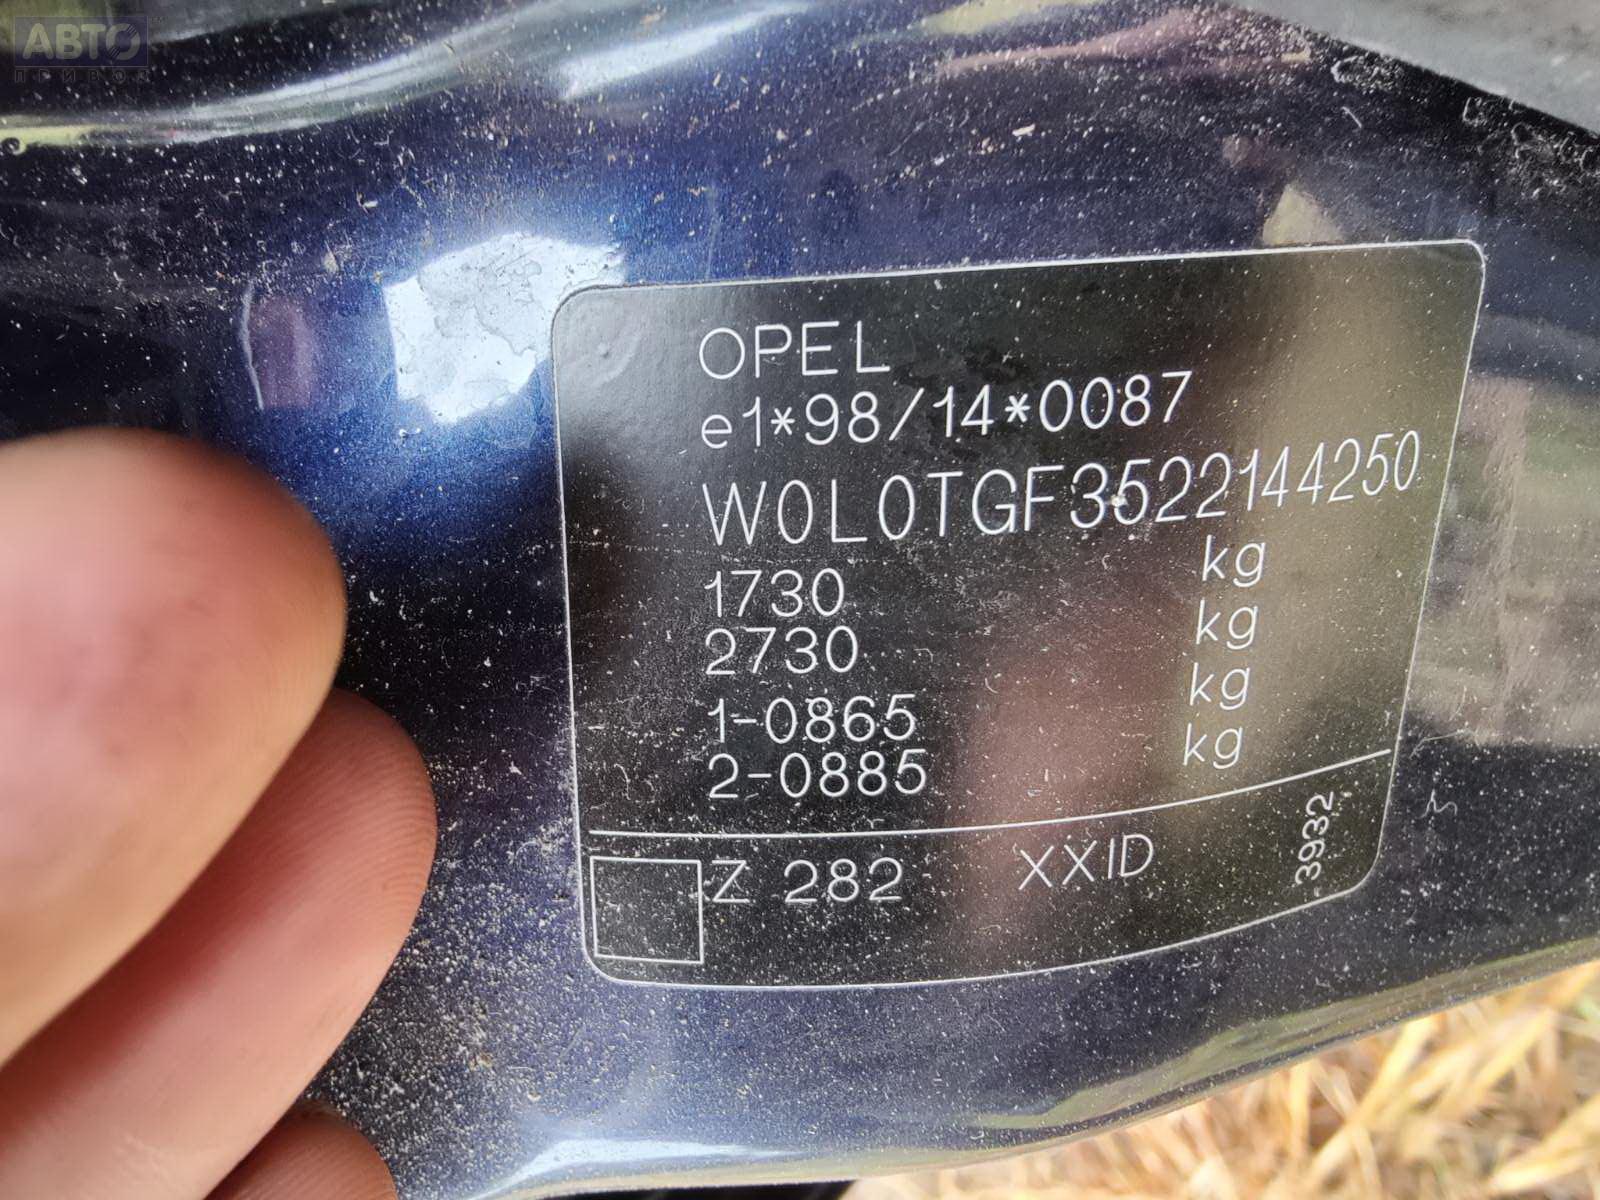 АВТО
ПРИВОЗ
OPEL
e1*98/14*0087
W0L0TGF3522144250
1730 kg
2730 kg
1-0865 kg
2-0885 kg
Z 282 XXID
3932